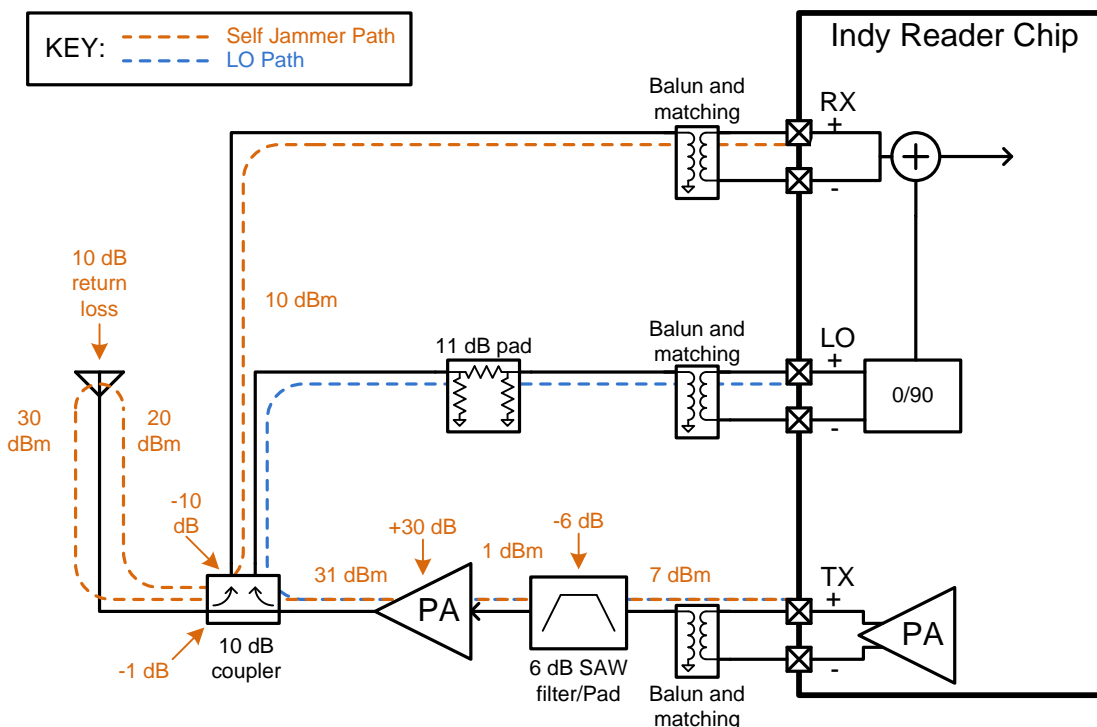 KEY:
Self Jammer Path
LO Path
Indy Reader Chip
Balun and
matching
RX
+
-
10 dB
return
loss
10 dBm
30
dBm
20
dBm
11 dB pad
Balun and
matching
LO
+
-
0/90
-10
dB
+30 dB
-6 dB
1 dBm
31 dBm
7 dBm
TX
+
-
PA
PA
-1 dB
10 dB
coupler
6 dB SAW
filter/Pad
Balun and
matching